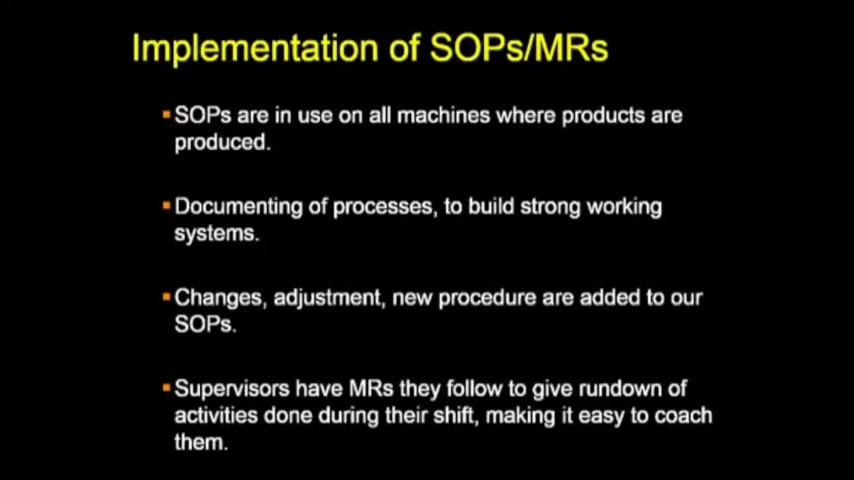 Implementation of SOPs/MRs
▪SOPs are in use on all machines where products are
produced.
▪Documenting of processes, to build strong working
systems.
▪Changes, adjustment, new procedure are added to our
SOPs.
▪Supervisors have MRs they follow to give rundown of
activities done during their shift, making it easy to coach
them.